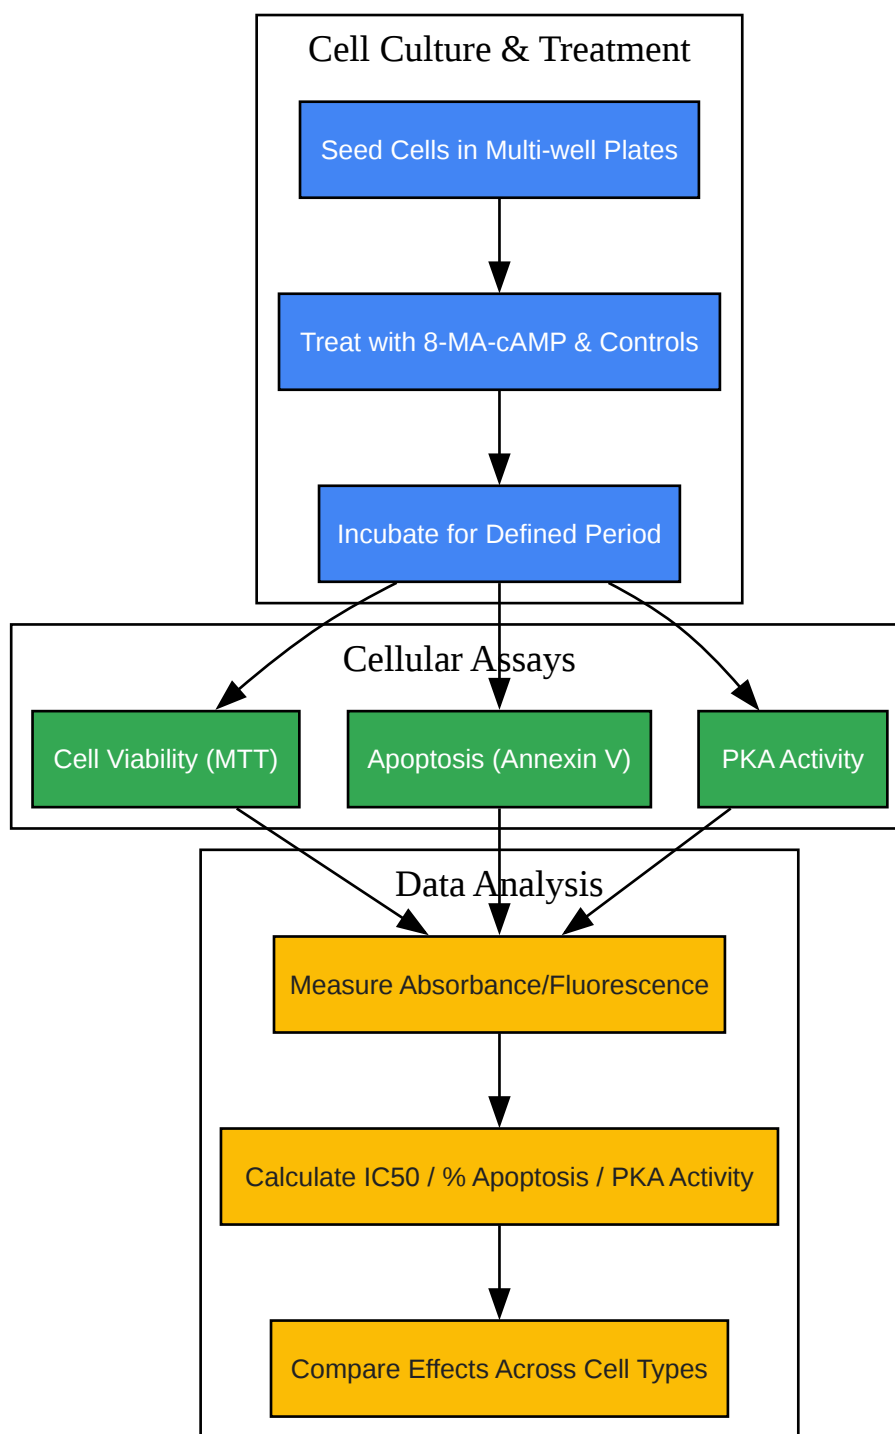 Cell Culture & Treatment
Seed Cells in Multi-well Plates
Treat with 8-MA-cAMP & Controls
Incubate for Defined Period
Cellular Assays
Cell Viability (MTT)
Apoptosis (Annexin V)
PKA Activity
Data Analysis
Measure Absorbance/Fluorescence
Calculate IC50 / % Apoptosis / PKA Activity
Compare Effects Across Cell Types